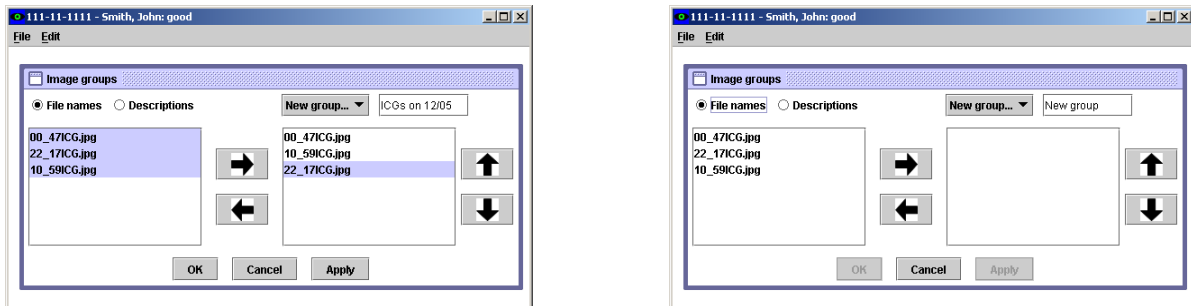 111-11-1111 - Smith, John: good
File Edit
Image groups
File names Descriptions New group... ICGs on 12/05
00_47ICG.jpg 00_47ICG.jpg
22_17ICG.jpg 10_59ICG.jpg
10_59ICG.jpg 22_17ICG.jpg
OK Cancel Apply
111-11-1111 - Smith, John: good
File Edit
Image groups
File names Descriptions New group... New group
00_47ICG.jpg
22_17ICG.jpg
10_59ICG.jpg
OK Cancel Apply